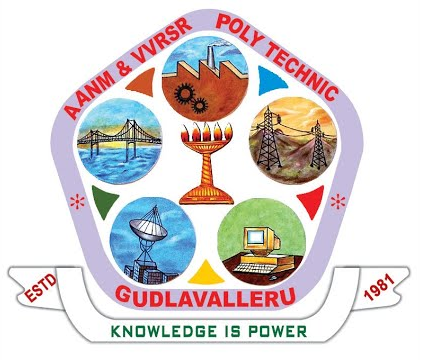 AANM & VVRSR POLY TECHNIC
GUDLAVALLERU
ESTD 1981
KNOWLEDGE IS POWER